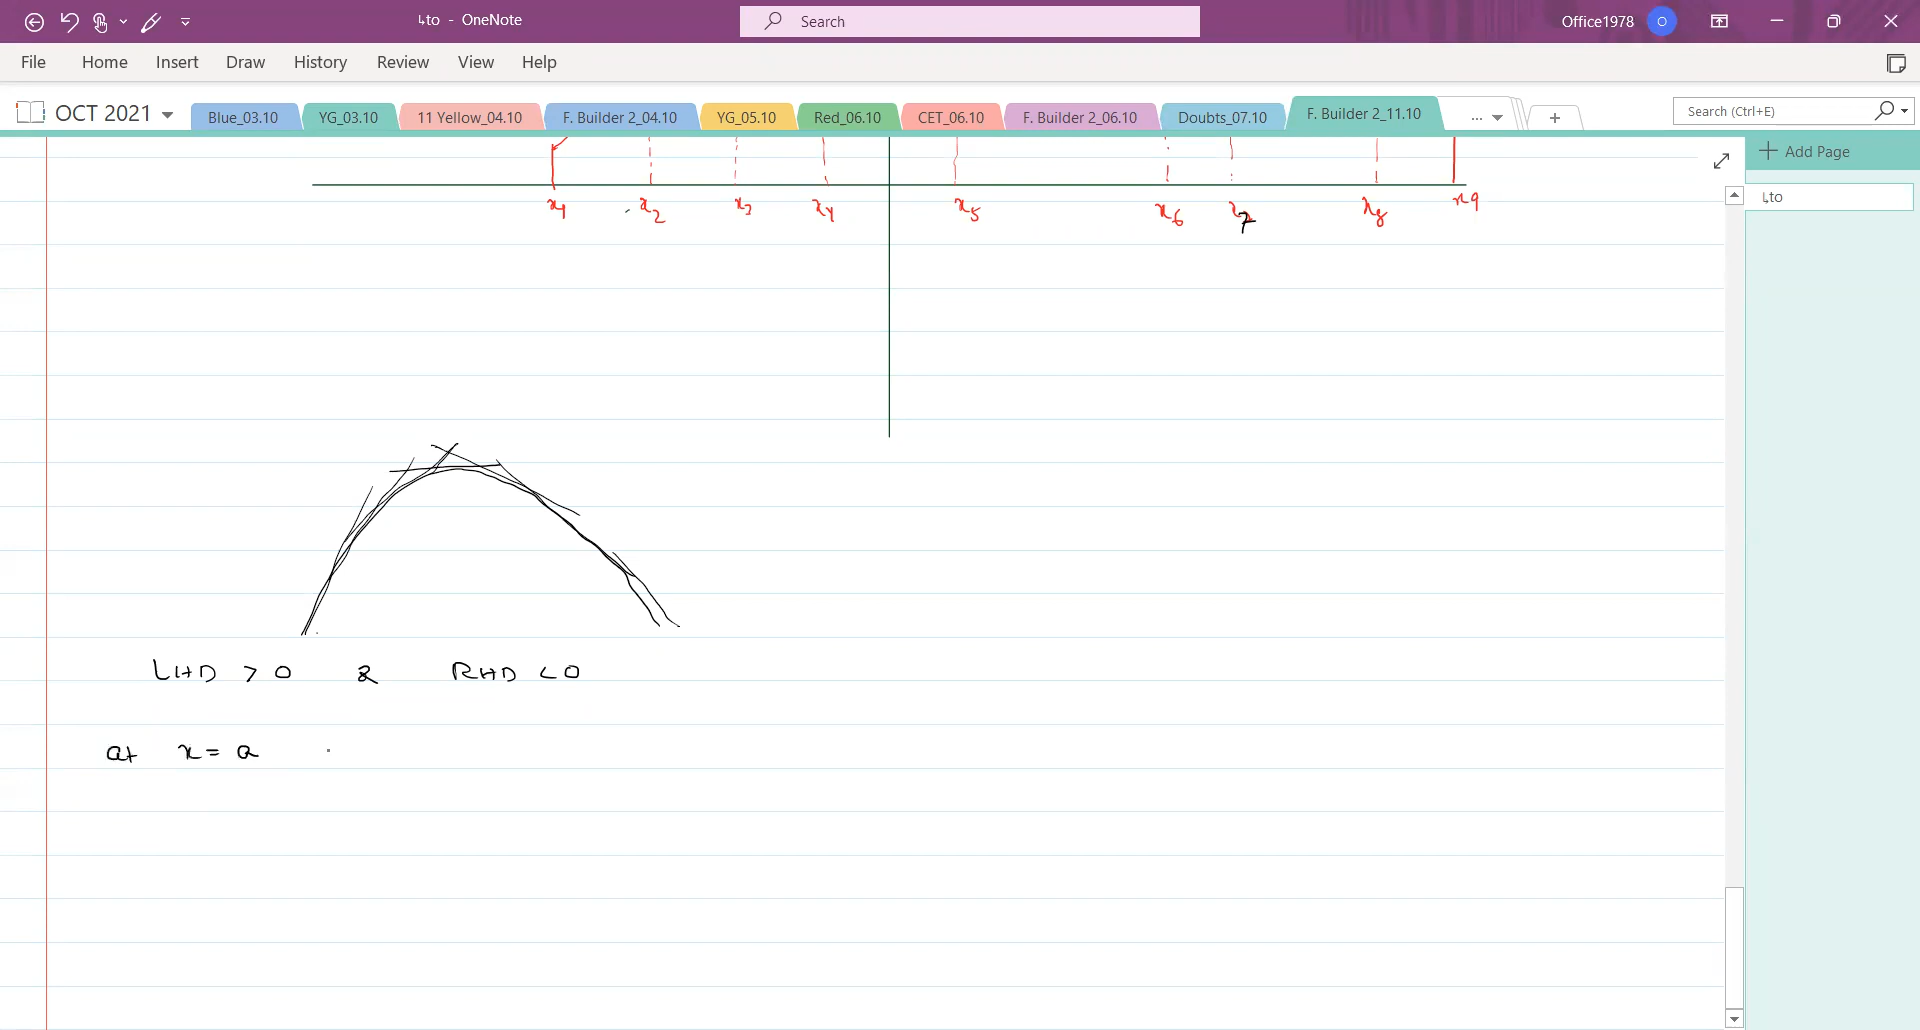 ↳to - OneNote
Search
Office1978
O
File Home Insert Draw History Review View Help
OCT 2021
Blue_03.10 YG_03.10 11 Yellow_04.10 F. Builder 2_04.10 YG_05.10 Red_06.10 CET_06.10 F. Builder 2_06.10 Doubts_07.10 F. Builder 2_11.10 ...
Search (Ctrl+E)
Add Page
↳to
x1 x2 x3 x4 x5 x6 x7 x8 x9
LHD > 0 & RHD < 0
at x = a